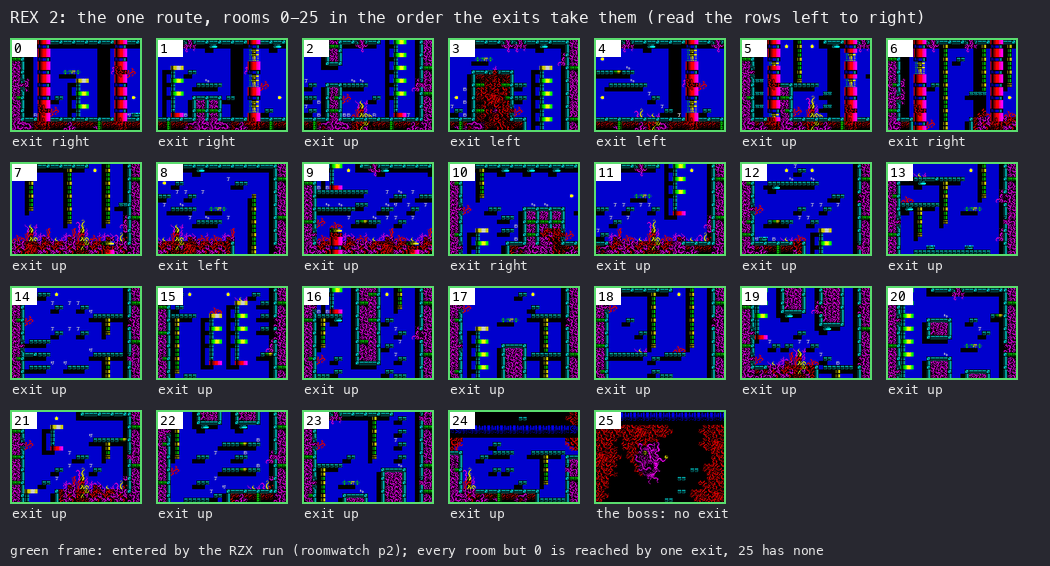 REX 2: the one route, rooms 0–25 in the order the exits take them (read the rows left to right)
0 1 2 3 4 5 6
exit right exit right exit up exit left exit left exit up exit right
7 8 9 10 11 12 13
exit up exit left exit up exit right exit up exit up exit up
14 15 16 17 18 19 20
exit up exit up exit up exit up exit up exit up exit up
21 22 23 24 25
exit up exit up exit up exit up the boss: no exit
green frame: entered by the RZX run (roomwatch p2); every room but 0 is reached by one exit, 25 has none